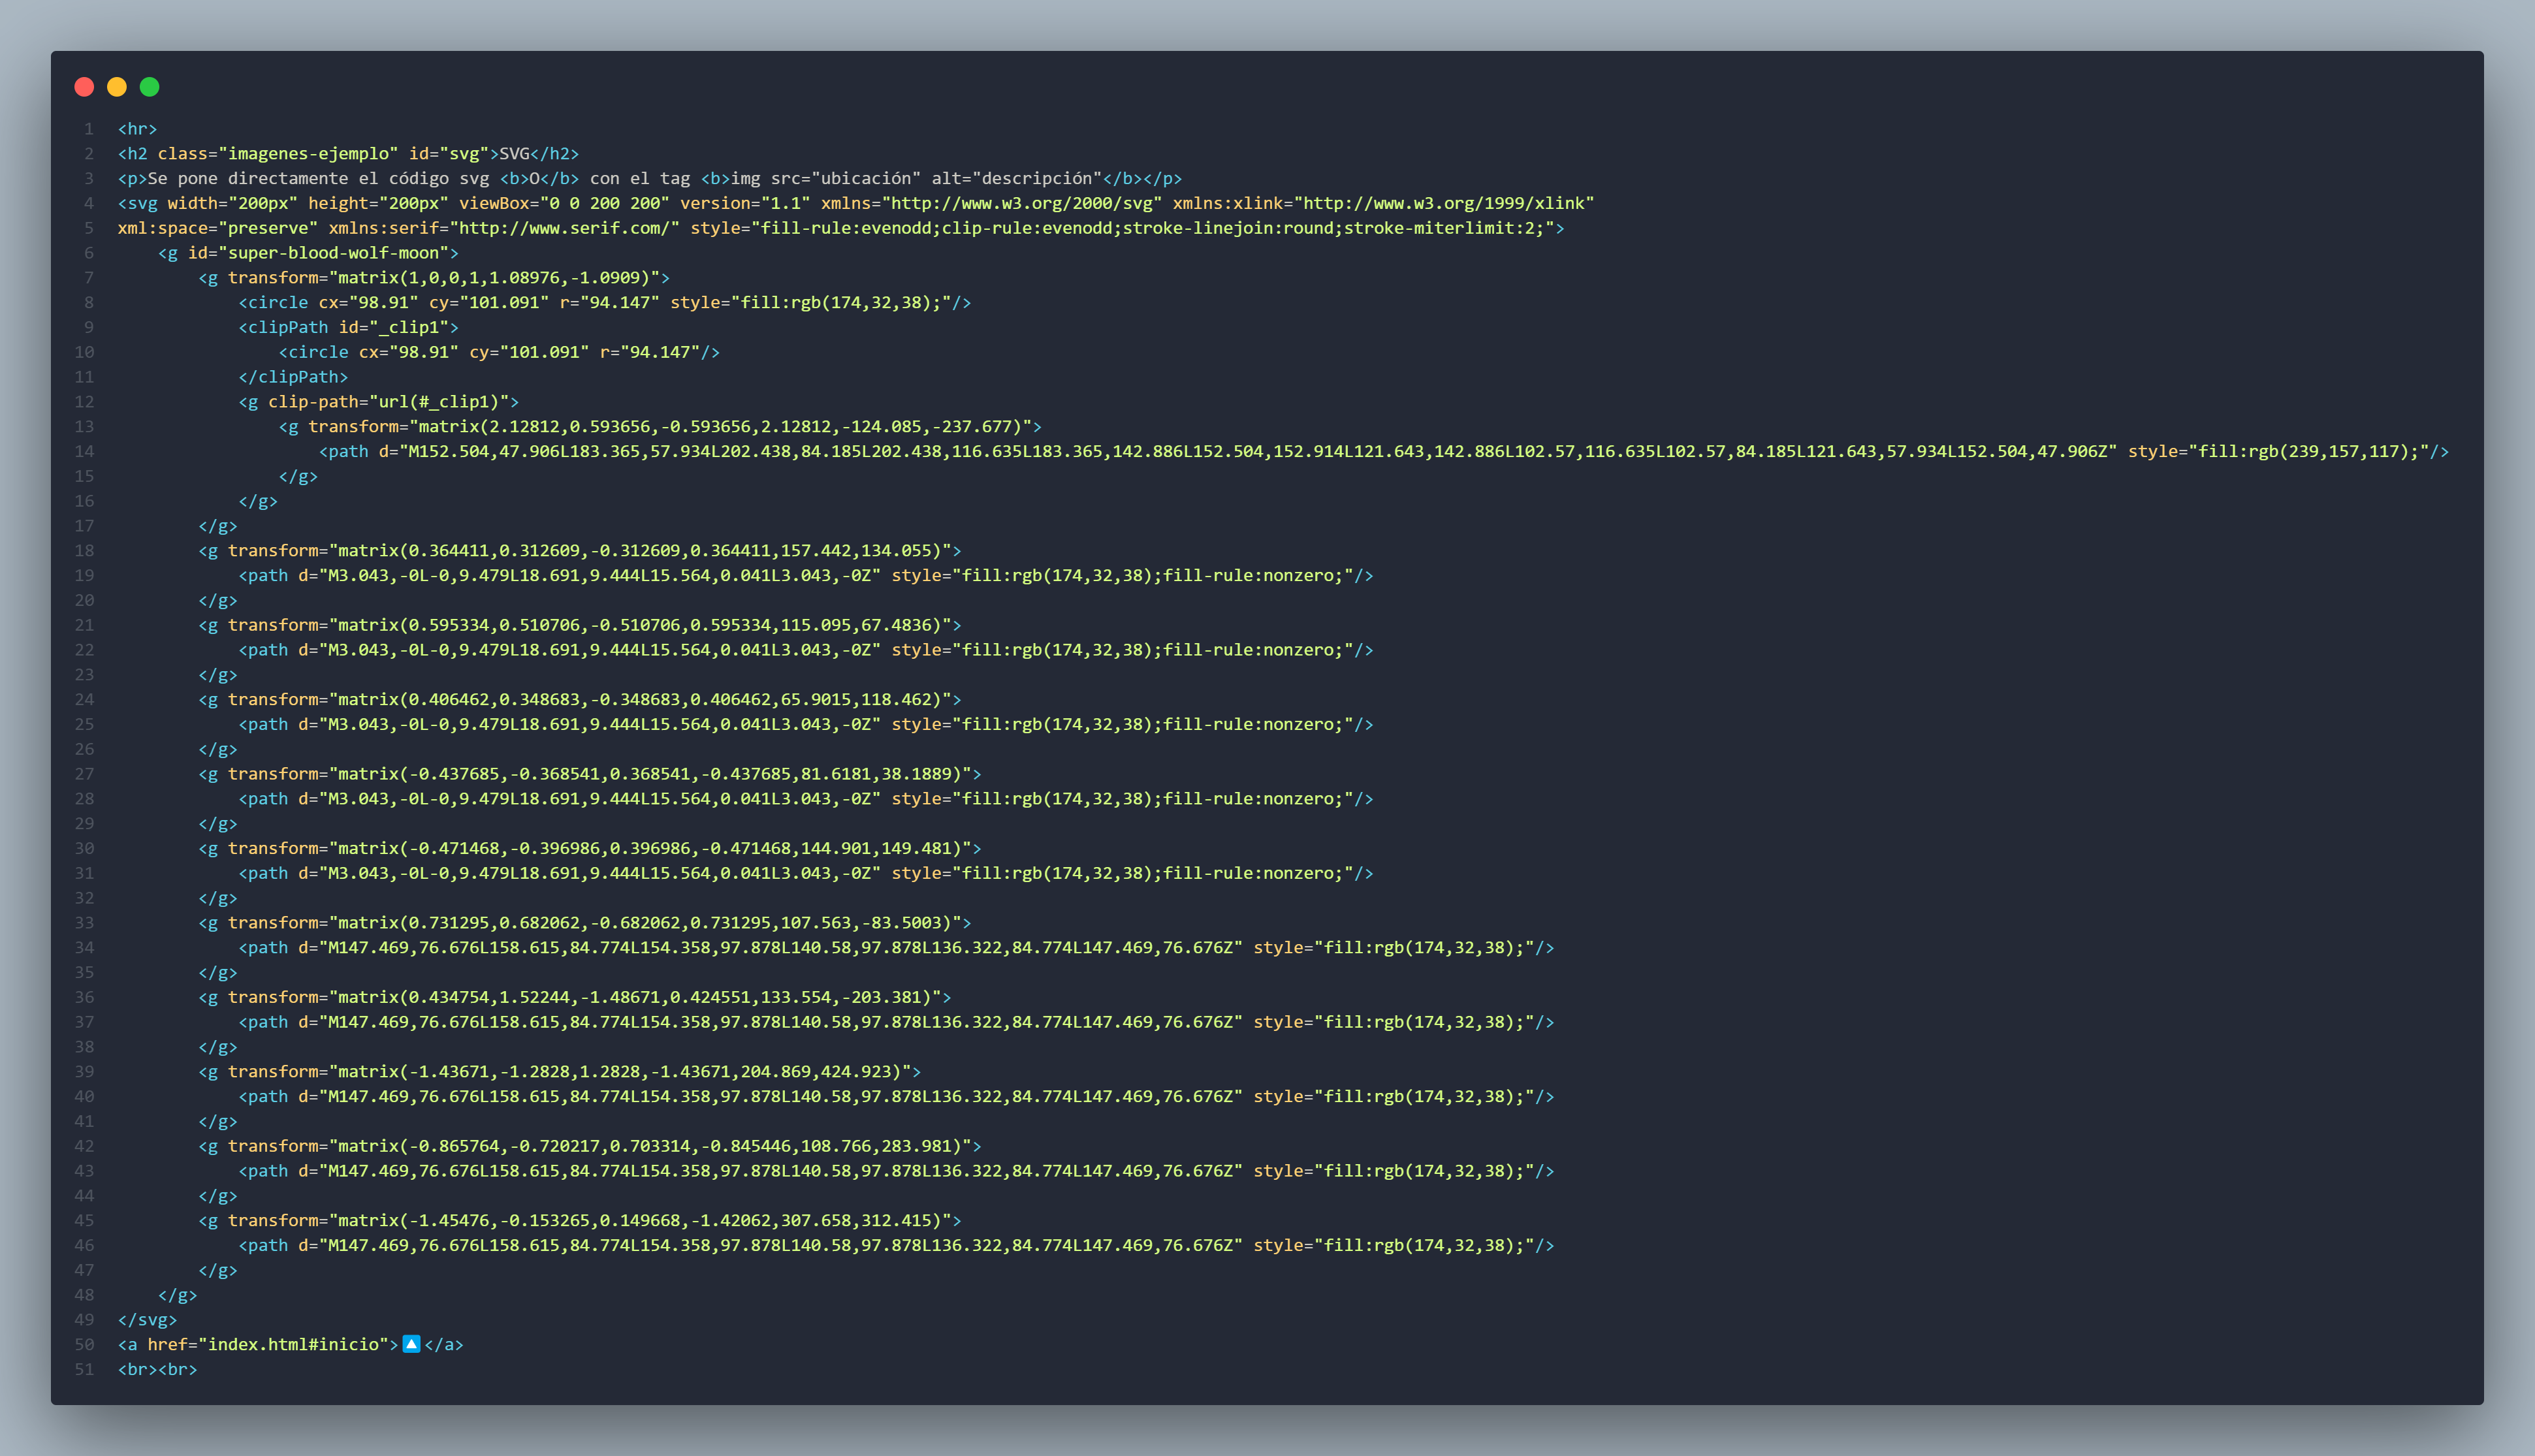 1 <hr>
2 <h2 class="imagenes-ejemplo" id="svg">SVG</h2>
3 <p>Se pone directamente el código svg <b>O</b> con el tag <b>img src="ubicación" alt="descripción"</b></p>
4 <svg width="200px" height="200px" viewBox="0 0 200 200" version="1.1" xmlns="http://www.w3.org/2000/svg" xmlns:xlink="http://www.w3.org/1999/xlink"
5 xml:space="preserve" xmlns:serif="http://www.serif.com/" style="fill-rule:evenodd;clip-rule:evenodd;stroke-linejoin:round;stroke-miterlimit:2;">
6     <g id="super-blood-wolf-moon">
7         <g transform="matrix(1,0,0,1,1.08976,-1.0909)">
8             <circle cx="98.91" cy="101.091" r="94.147" style="fill:rgb(174,32,38);"/>
9             <clipPath id="_clip1">
10                 <circle cx="98.91" cy="101.091" r="94.147"/>
11             </clipPath>
12             <g clip-path="url(#_clip1)">
13                 <g transform="matrix(2.12812,0.593656,-0.593656,2.12812,-124.085,-237.677)">
14                     <path d="M152.504,47.906L183.365,57.934L202.438,84.185L202.438,116.635L183.365,142.886L152.504,152.914L121.643,142.886L102.57,116.635L102.57,84.185L121.643,57.934L152.504,47.906Z" style="fill:rgb(239,157,117);"/>
15                 </g>
16             </g>
17         </g>
18         <g transform="matrix(0.364411,0.312609,-0.312609,0.364411,157.442,134.055)">
19             <path d="M3.043,-0L-0,9.479L18.691,9.444L15.564,0.041L3.043,-0Z" style="fill:rgb(174,32,38);fill-rule:nonzero;"/>
20         </g>
21         <g transform="matrix(0.595334,0.510706,-0.510706,0.595334,115.095,67.4836)">
22             <path d="M3.043,-0L-0,9.479L18.691,9.444L15.564,0.041L3.043,-0Z" style="fill:rgb(174,32,38);fill-rule:nonzero;"/>
23         </g>
24         <g transform="matrix(0.406462,0.348683,-0.348683,0.406462,65.9015,118.462)">
25             <path d="M3.043,-0L-0,9.479L18.691,9.444L15.564,0.041L3.043,-0Z" style="fill:rgb(174,32,38);fill-rule:nonzero;"/>
26         </g>
27         <g transform="matrix(-0.437685,-0.368541,0.368541,-0.437685,81.6181,38.1889)">
28             <path d="M3.043,-0L-0,9.479L18.691,9.444L15.564,0.041L3.043,-0Z" style="fill:rgb(174,32,38);fill-rule:nonzero;"/>
29         </g>
30         <g transform="matrix(-0.471468,-0.396986,0.396986,-0.471468,144.901,149.481)">
31             <path d="M3.043,-0L-0,9.479L18.691,9.444L15.564,0.041L3.043,-0Z" style="fill:rgb(174,32,38);fill-rule:nonzero;"/>
32         </g>
33         <g transform="matrix(0.731295,0.682062,-0.682062,0.731295,107.563,-83.5003)">
34             <path d="M147.469,76.676L158.615,84.774L154.358,97.878L140.58,97.878L136.322,84.774L147.469,76.676Z" style="fill:rgb(174,32,38);"/>
35         </g>
36         <g transform="matrix(0.434754,1.52244,-1.48671,0.424551,133.554,-203.381)">
37             <path d="M147.469,76.676L158.615,84.774L154.358,97.878L140.58,97.878L136.322,84.774L147.469,76.676Z" style="fill:rgb(174,32,38);"/>
38         </g>
39         <g transform="matrix(-1.43671,-1.2828,1.2828,-1.43671,204.869,424.923)">
40             <path d="M147.469,76.676L158.615,84.774L154.358,97.878L140.58,97.878L136.322,84.774L147.469,76.676Z" style="fill:rgb(174,32,38);"/>
41         </g>
42         <g transform="matrix(-0.865764,-0.720217,0.703314,-0.845446,108.766,283.981)">
43             <path d="M147.469,76.676L158.615,84.774L154.358,97.878L140.58,97.878L136.322,84.774L147.469,76.676Z" style="fill:rgb(174,32,38);"/>
44         </g>
45         <g transform="matrix(-1.45476,-0.153265,0.149668,-1.42062,307.658,312.415)">
46             <path d="M147.469,76.676L158.615,84.774L154.358,97.878L140.58,97.878L136.322,84.774L147.469,76.676Z" style="fill:rgb(174,32,38);"/>
47         </g>
48     </g>
49 </svg>
50 <a href="index.html#inicio">🔼</a>
51 <br><br>